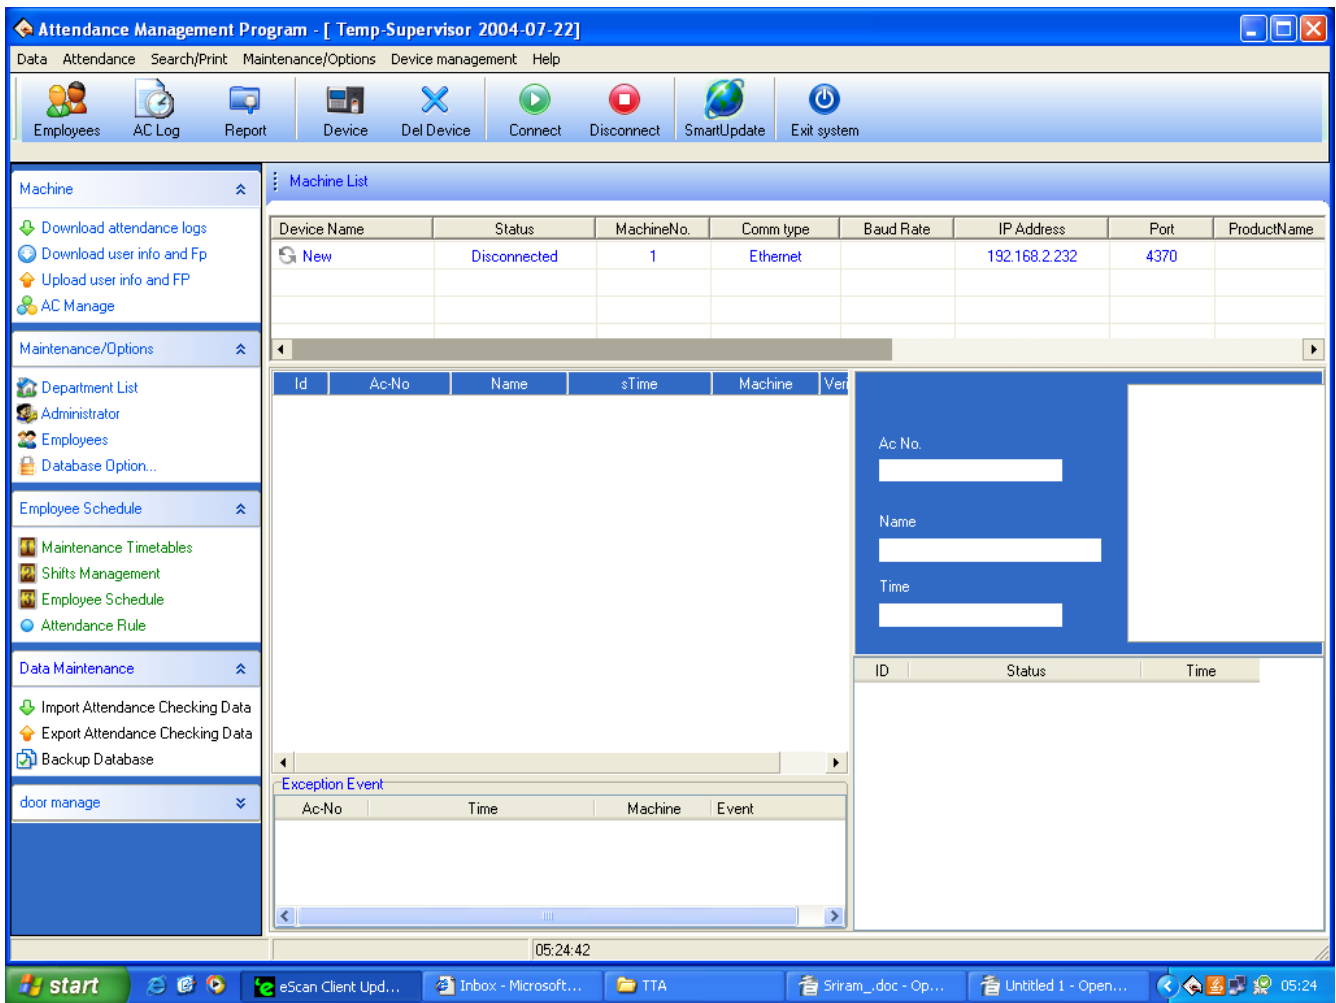 Attendance Management Program - [ Temp-Supervisor 2004-07-22]
Data Attendance Search/Print Maintenance/Options Device management Help
Employees AC Log Report Device Del Device Connect Disconnect SmartUpdate Exit system
Machine
Download attendance logs
Download user info and Fp
Upload user info and FP
AC Manage
Maintenance/Options
Department List
Administrator
Employees
Database Option...
Employee Schedule
Maintenance Timetables
Shifts Management
Employee Schedule
Attendance Rule
Data Maintenance
Import Attendance Checking Data
Export Attendance Checking Data
Backup Database
door manage
Machine List
Device Name Status MachineNo. Comm type Baud Rate IP Address Port ProductName
New Disconnected 1 Ethernet 192.168.2.232 4370
Id Ac-No Name sTime Machine Veri
Ac No.
Name
Time
ID Status Time
Exception Event
Ac-No Time Machine Event
05:24:42
start eScan Client Upd... Inbox - Microsoft... TTA Sriram_.doc - Op... Untitled 1 - Open... 05:24